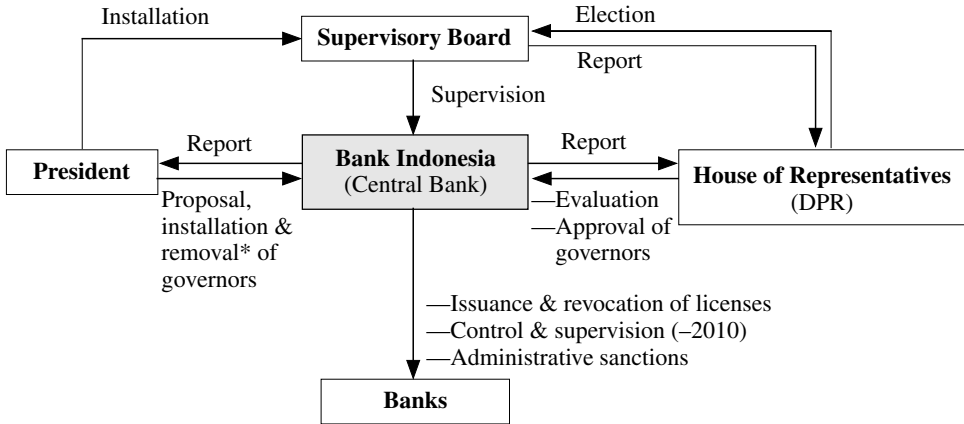 Installation
Election
Supervisory Board
Report
Supervision
Report
Bank Indonesia
(Central Bank)
Report
President
House of Representatives
(DPR)
Proposal,
installation &
removal* of
governors
—Evaluation
—Approval of
governors
—Issuance & revocation of licenses
—Control & supervision (–2010)
—Administrative sanctions
Banks